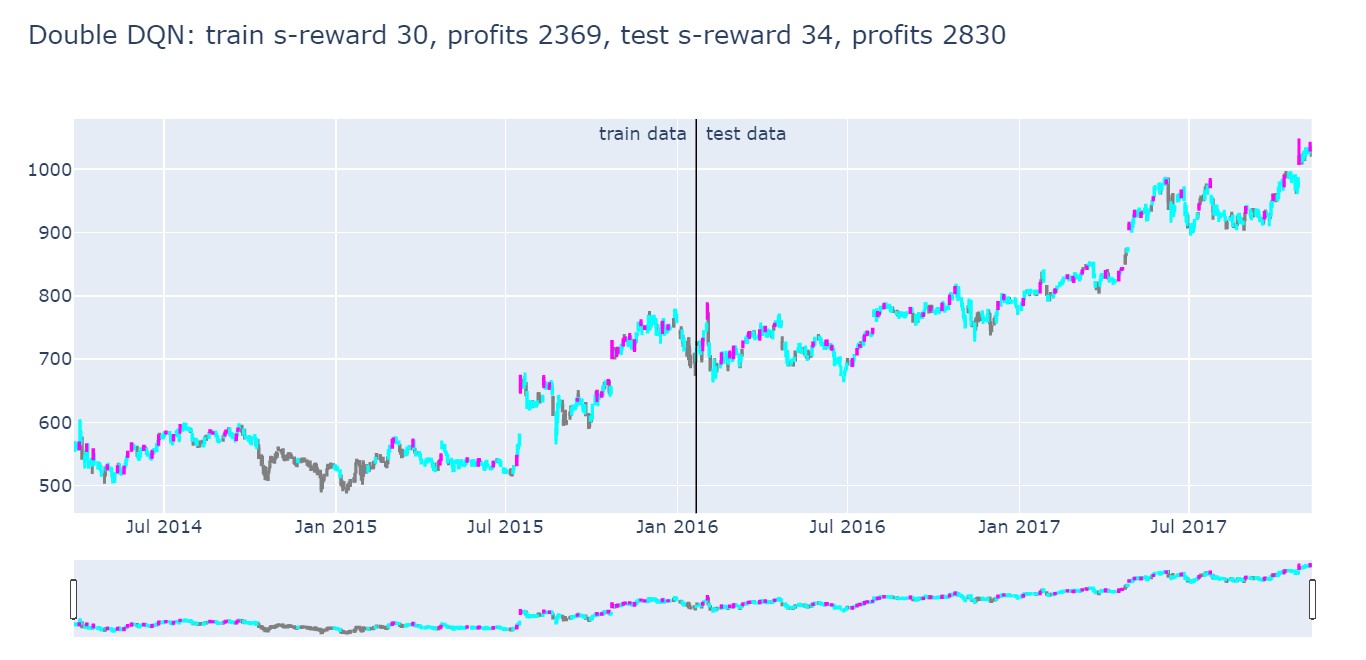 Double DQN: train s-reward 30, profits 2369, test s-reward 34, profits 2830
train data test data
1000
900
800
700
600
500
Jul 2014 Jan 2015 Jul 2015 Jan 2016 Jul 2016 Jan 2017 Jul 2017